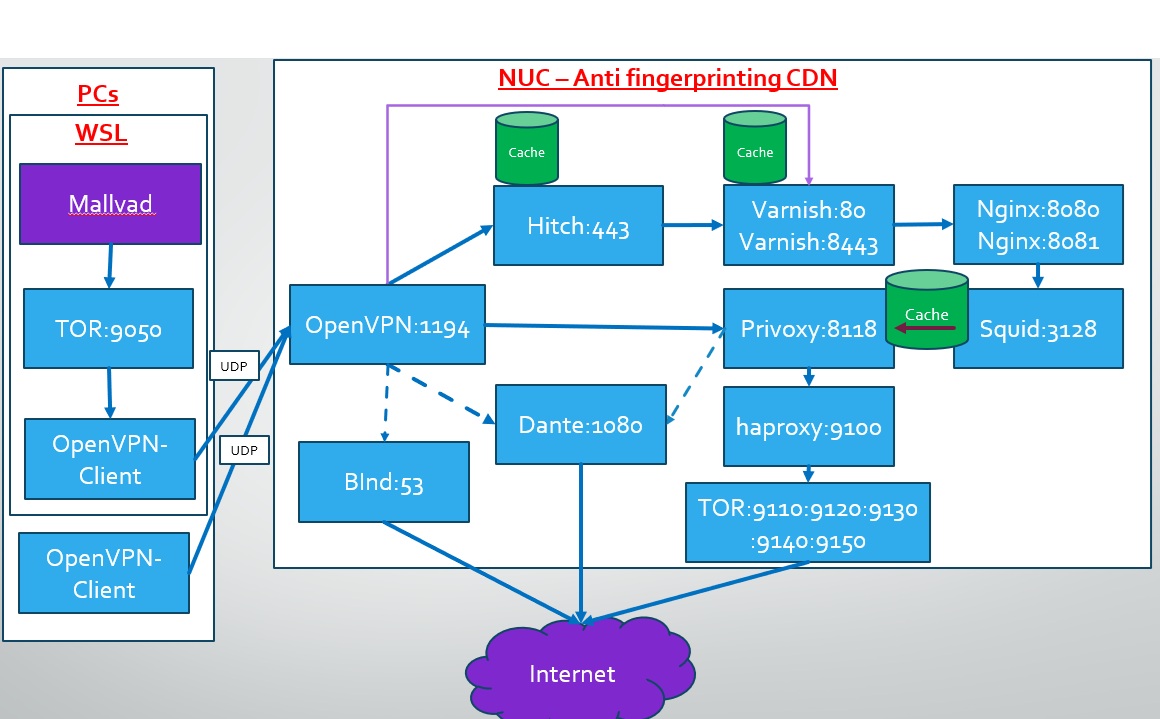 NUC – Anti fingerprinting CDN
PCs
WSL
Mallvad
TOR:9050
OpenVPN-
Client
OpenVPN-
Client
UDP
UDP
OpenVPN:1194
Cache
Hitch:443
Cache
Varnish:80
Varnish:8443
Nginx:8080
Nginx:8081
Privoxy:8118
Cache
Squid:3128
Dante:1080
BInd:53
haproxy:9100
TOR:9110:9120:9130
:9140:9150
Internet